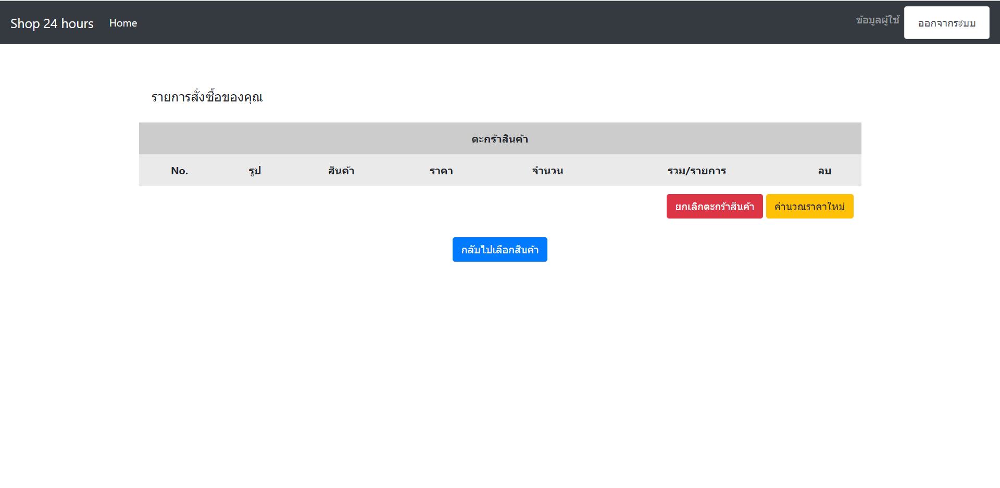 Shop 24 hours Home ข้อมูลผู้ใช้ ออกจากระบบ
รายการสั่งซื้อของคุณ
ตะกร้าสินค้า
No. รูป สินค้า ราคา จำนวน รวม/รายการ ลบ
ยกเลิกตะกร้าสินค้า คำนวณราคาใหม่
กลับไปเลือกสินค้า